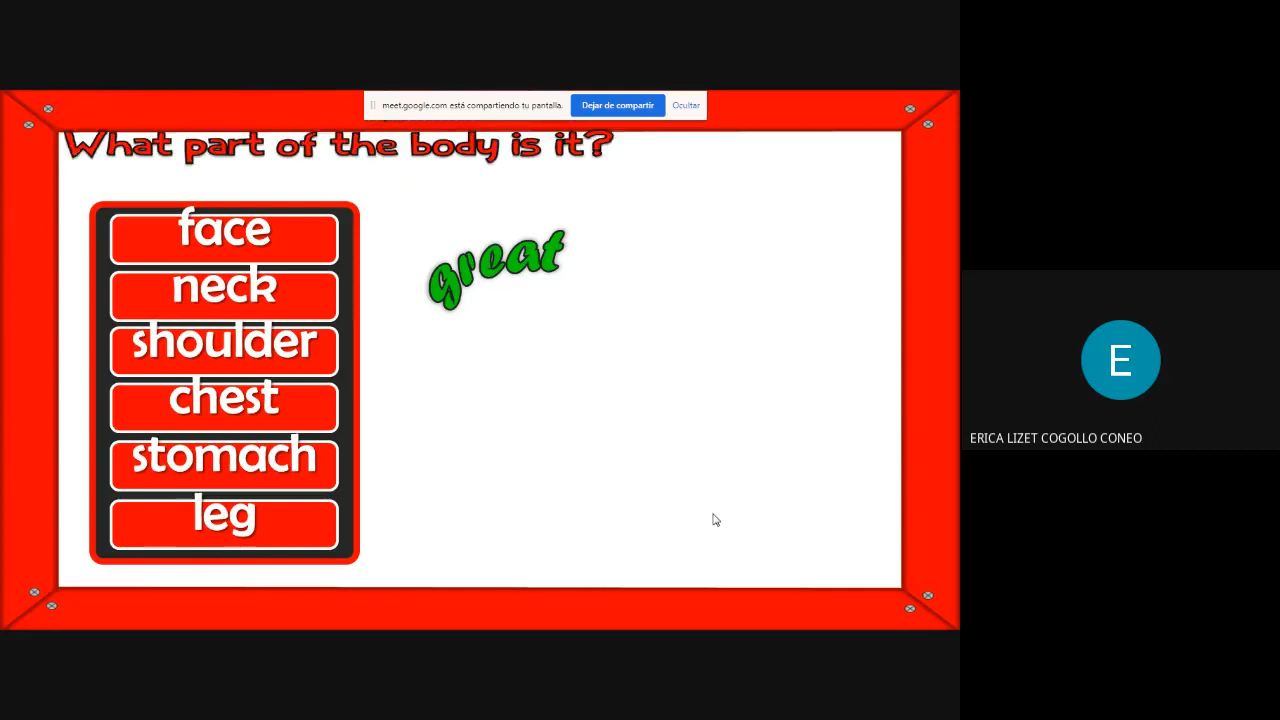 meet.google.com está compartiendo tu pantalla. Dejar de compartir Ocultar
What part of the body is it?
face
neck
shoulder
chest
stomach
leg
great
E
ERICA LIZET COGOLLO CONEO